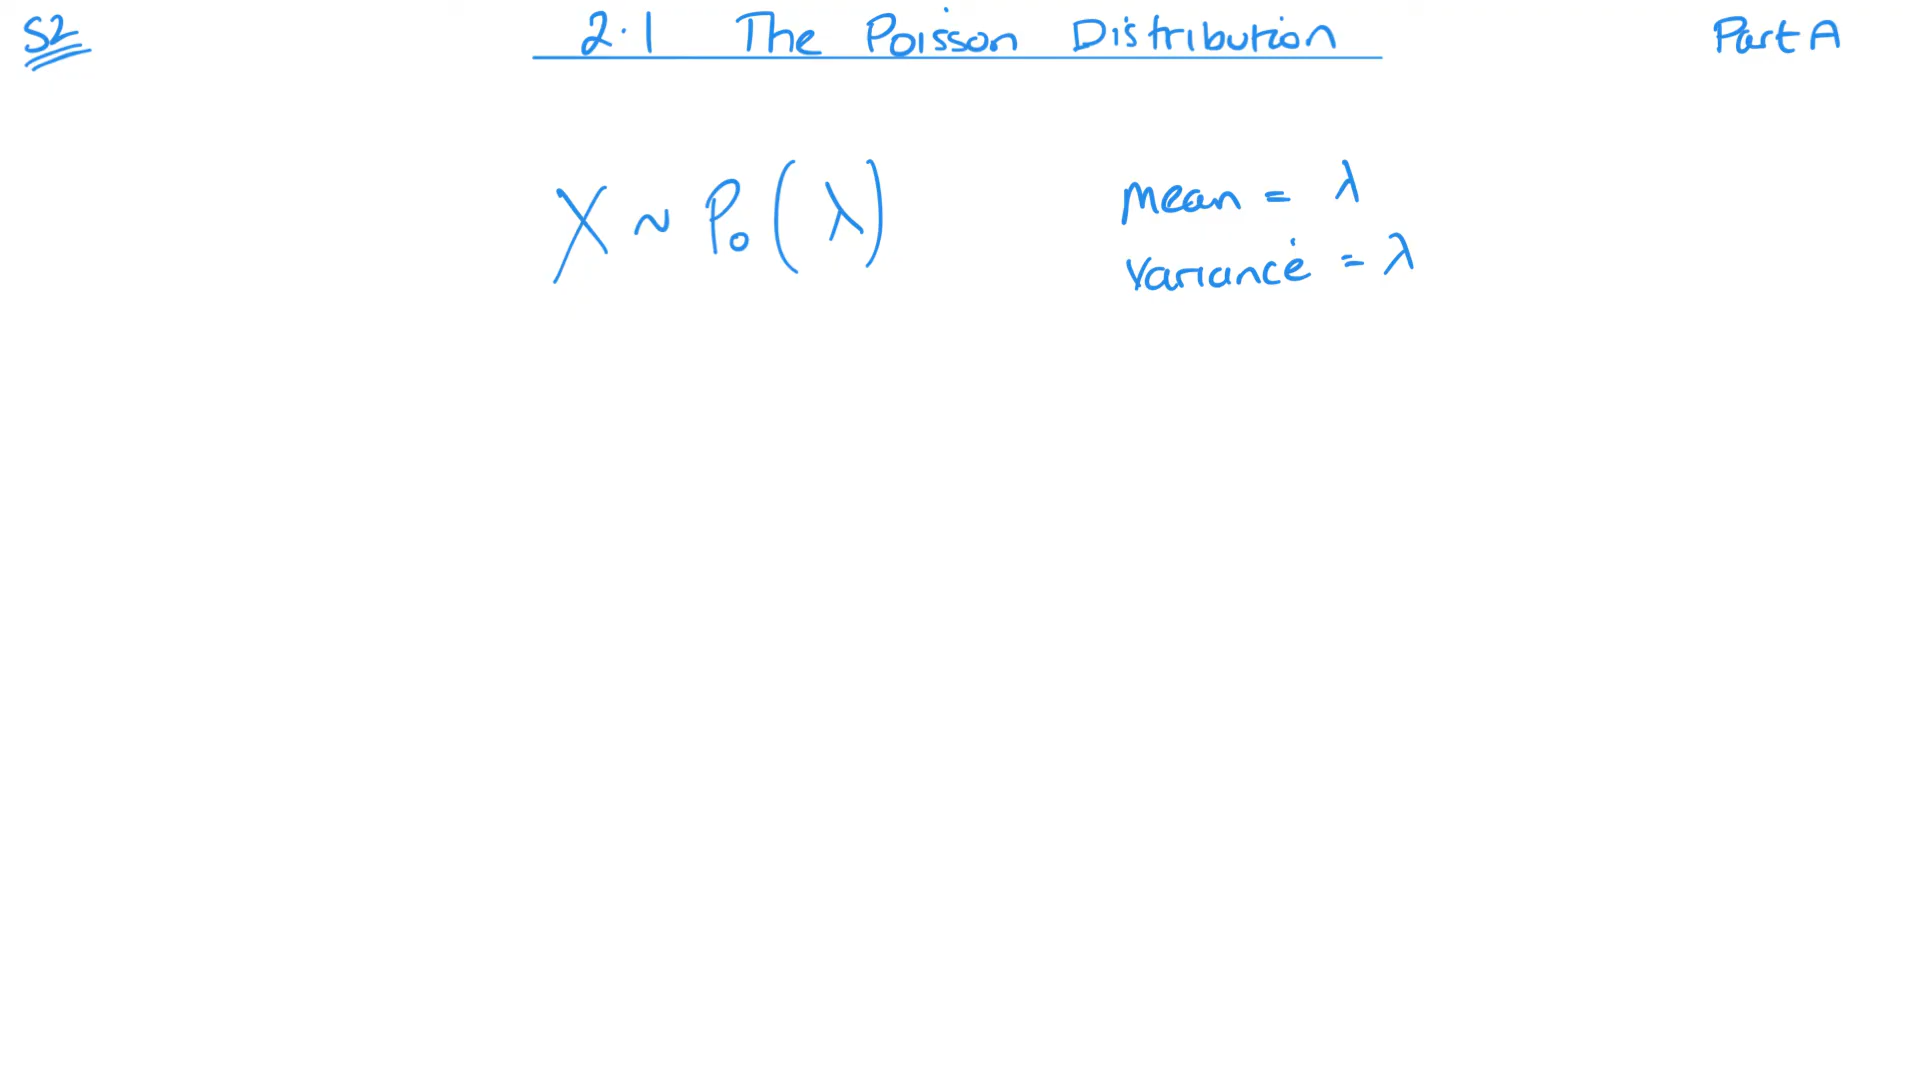 S2 2.1 The Poisson Distribution Part A
X ~ Po(λ)
mean = λ
variance = λ